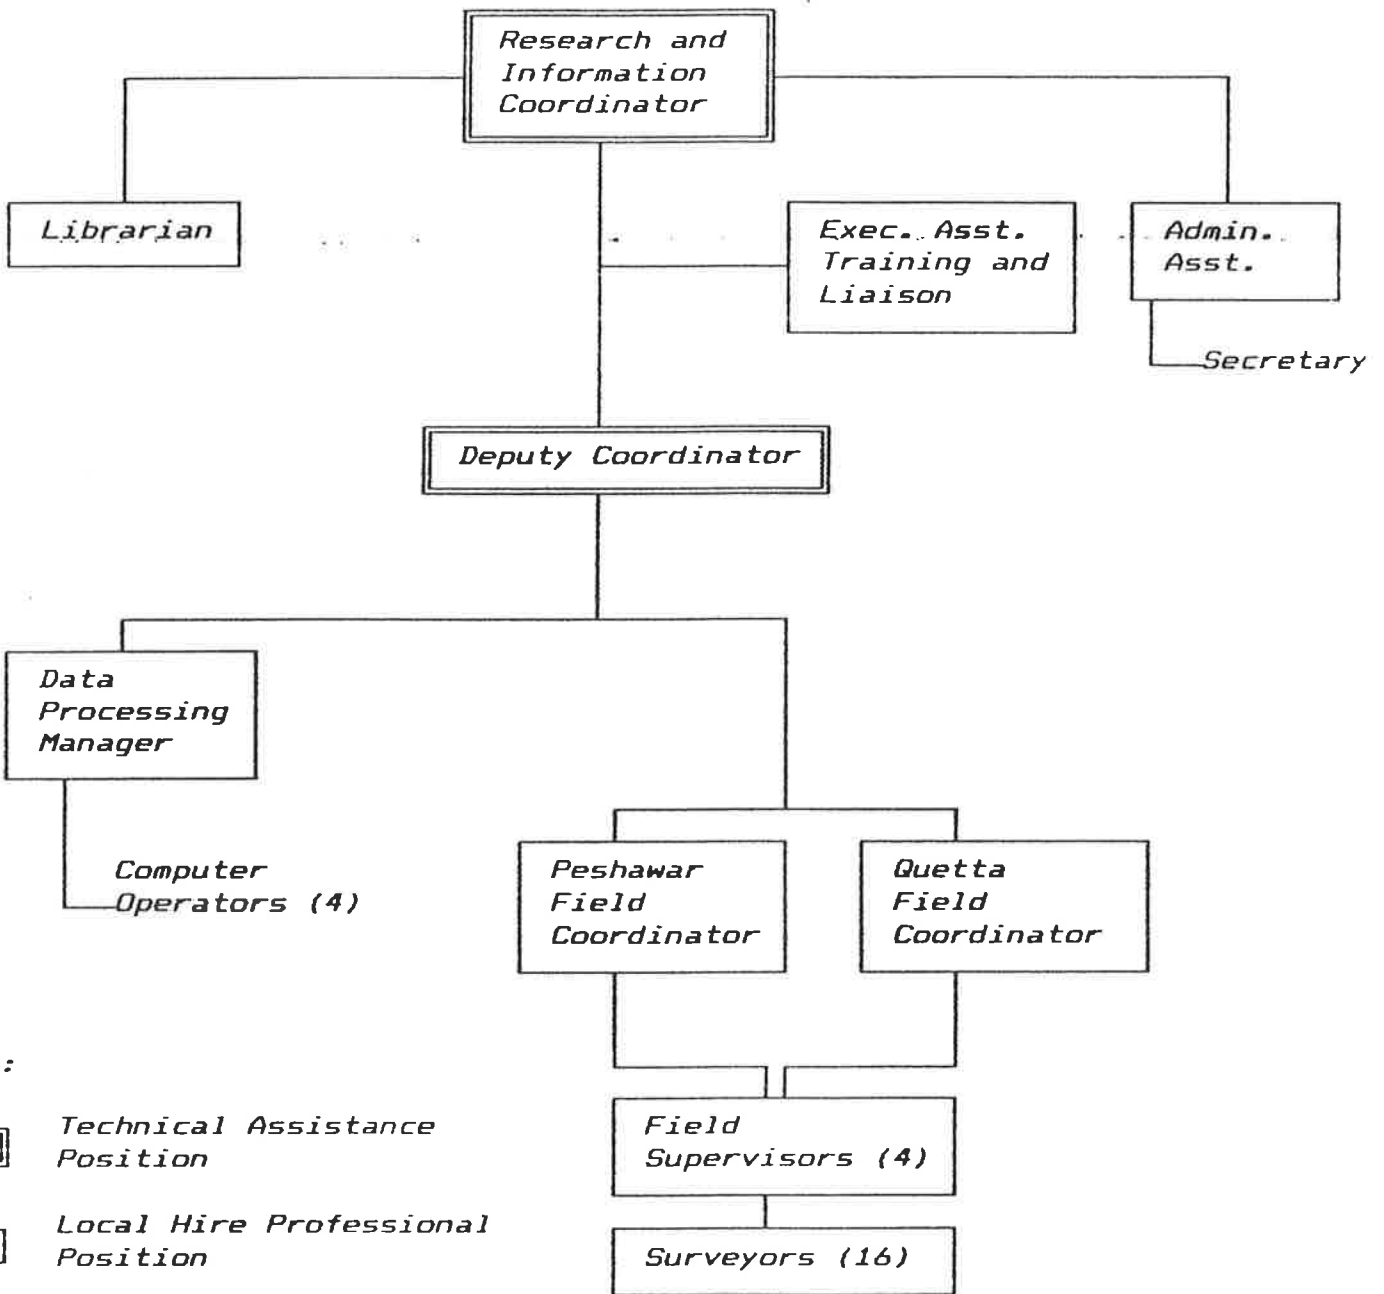 Research and
Information
Coordinator
Librarian
Exec. Asst.
Training and
Liaison
Admin.
Asst.
Secretary
Deputy Coordinator
Data
Processing
Manager
Computer
Operators (4)
Peshawar
Field
Coordinator
Quetta
Field
Coordinator
:
Technical Assistance
Position
Local Hire Professional
Position
Field
Supervisors (4)
Surveyors (16)